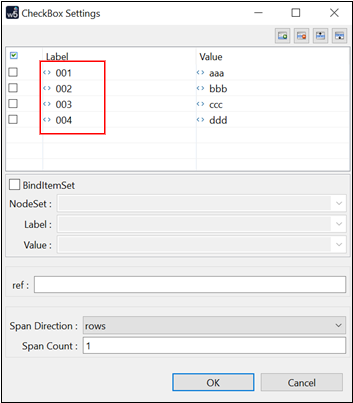 CheckBox Settings
Label Value
001 aaa
002 bbb
003 ccc
004 ddd
BindItemSet
NodeSet :
Label :
Value :
ref :
Span Direction : rows
Span Count : 1
OK Cancel